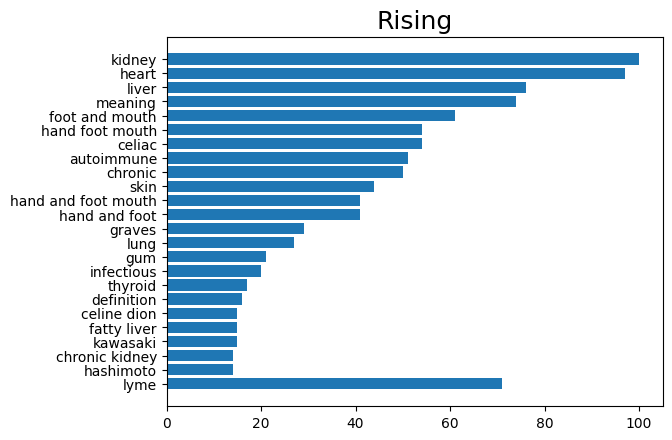 Rising
kidney
heart
liver
meaning
foot and mouth
hand foot mouth
celiac
autoimmune
chronic
skin
hand and foot mouth
hand and foot
graves
lung
gum
infectious
thyroid
definition
celine dion
fatty liver
kawasaki
chronic kidney
hashimoto
lyme
0 20 40 60 80 100